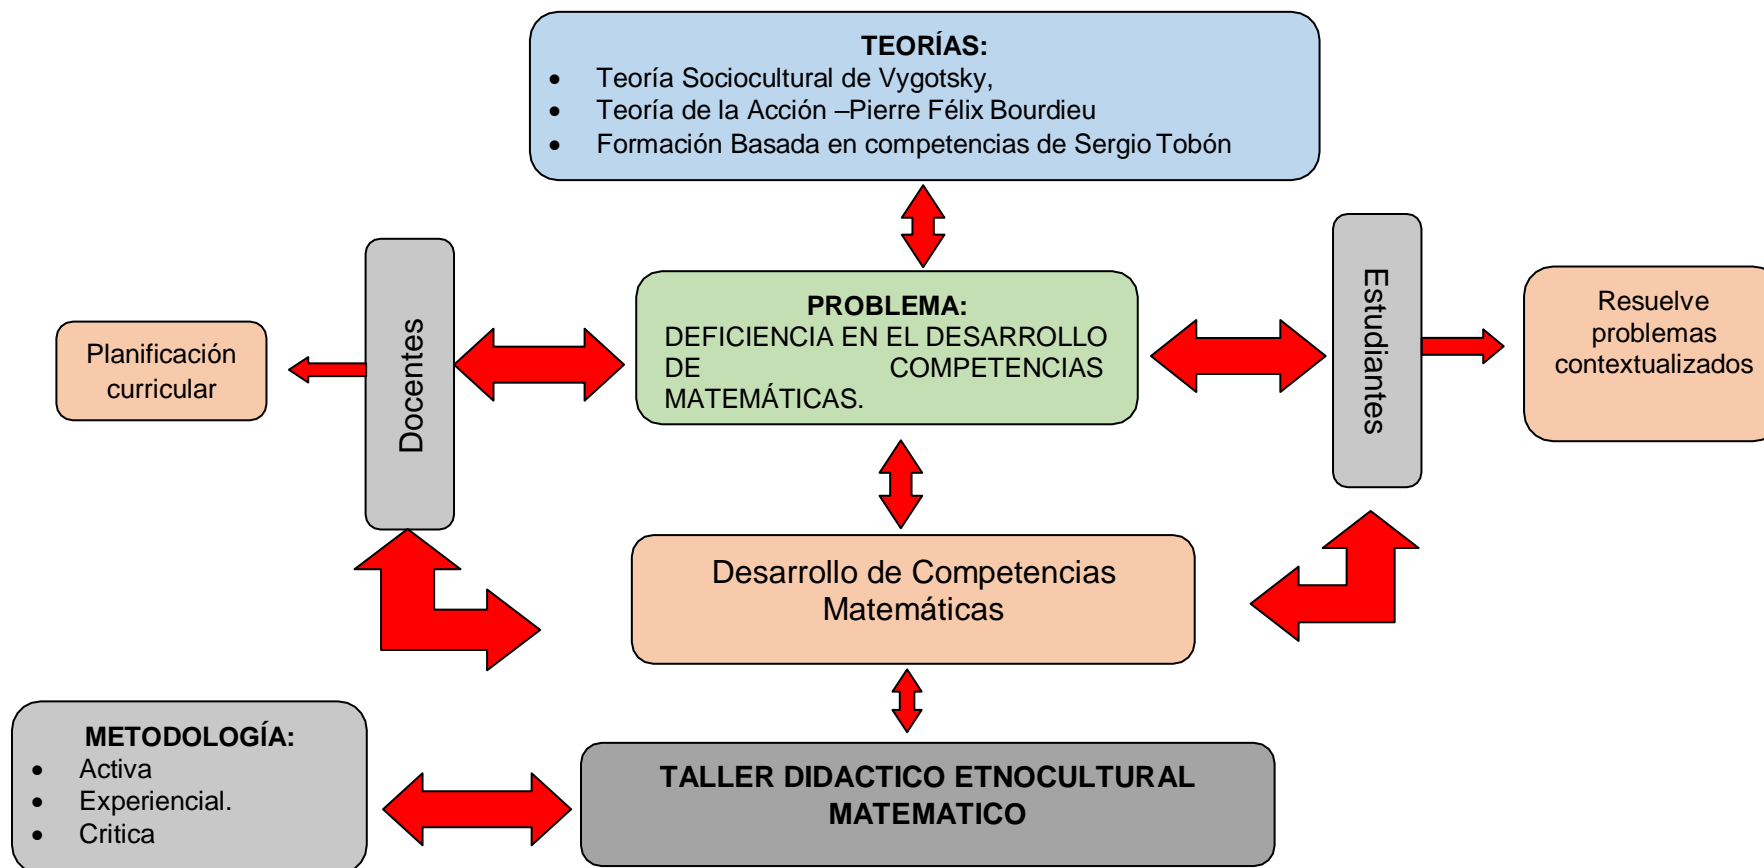 TEORÍAS:
• Teoría Sociocultural de Vygotsky,
• Teoría de la Acción –Pierre Félix Bourdieu
• Formación Basada en competencias de Sergio Tobón
Docentes
Estudiantes
PROBLEMA:
DEFICIENCIA EN EL DESARROLLO
DE COMPETENCIAS
MATEMÁTICAS.
Planificación
curricular
Resuelve
problemas
contextualizados
Desarrollo de Competencias
Matemáticas
METODOLOGÍA:
• Activa
• Experiencial.
• Critica
TALLER DIDACTICO ETNOCULTURAL
MATEMATICO